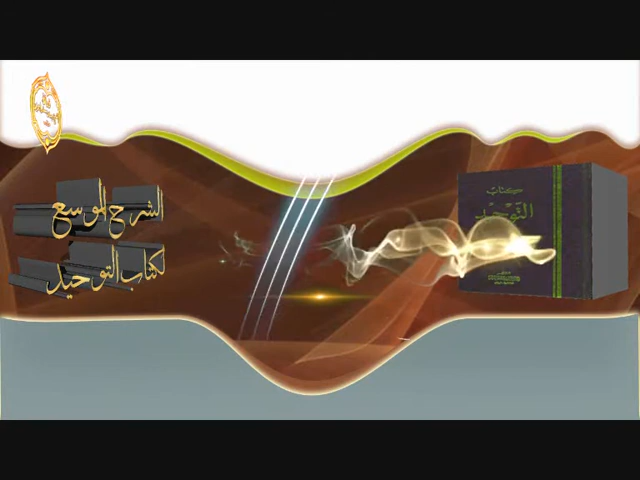 الشرح الموسع
لكتاب التوحيد
كتاب
التوحيد